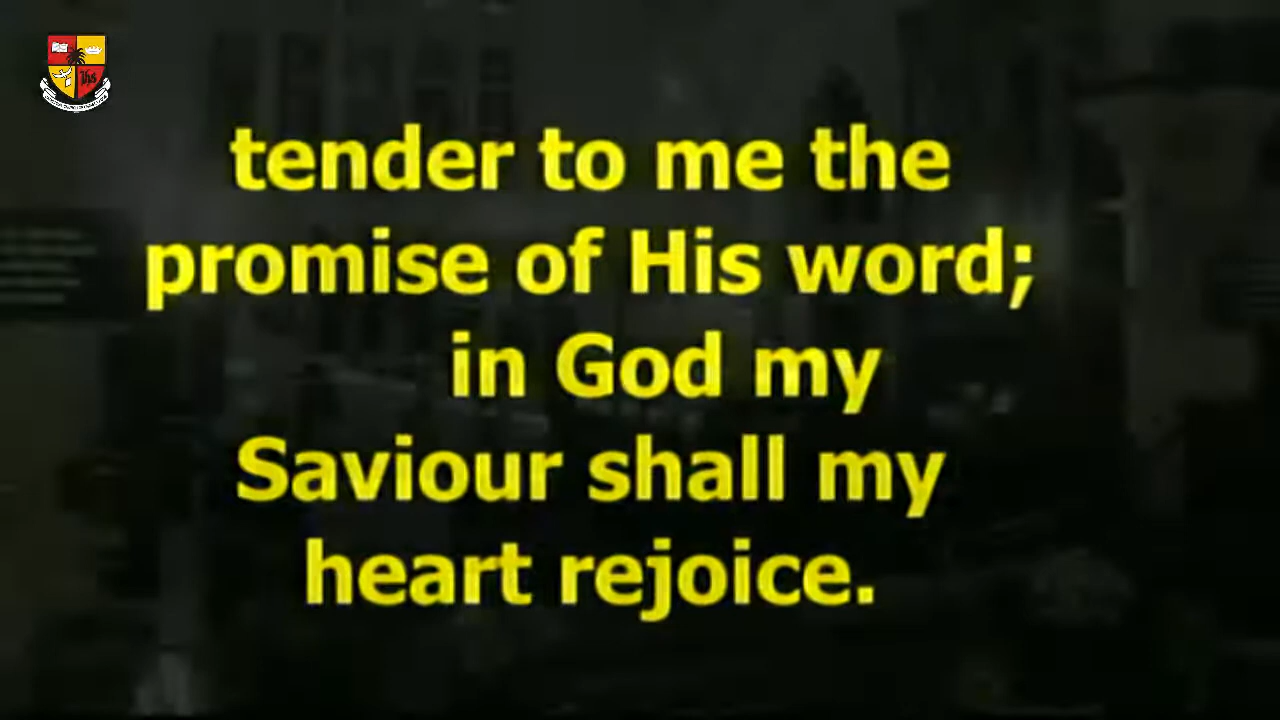 tender to me the
promise of His word;
in God my
Saviour shall my
heart rejoice.